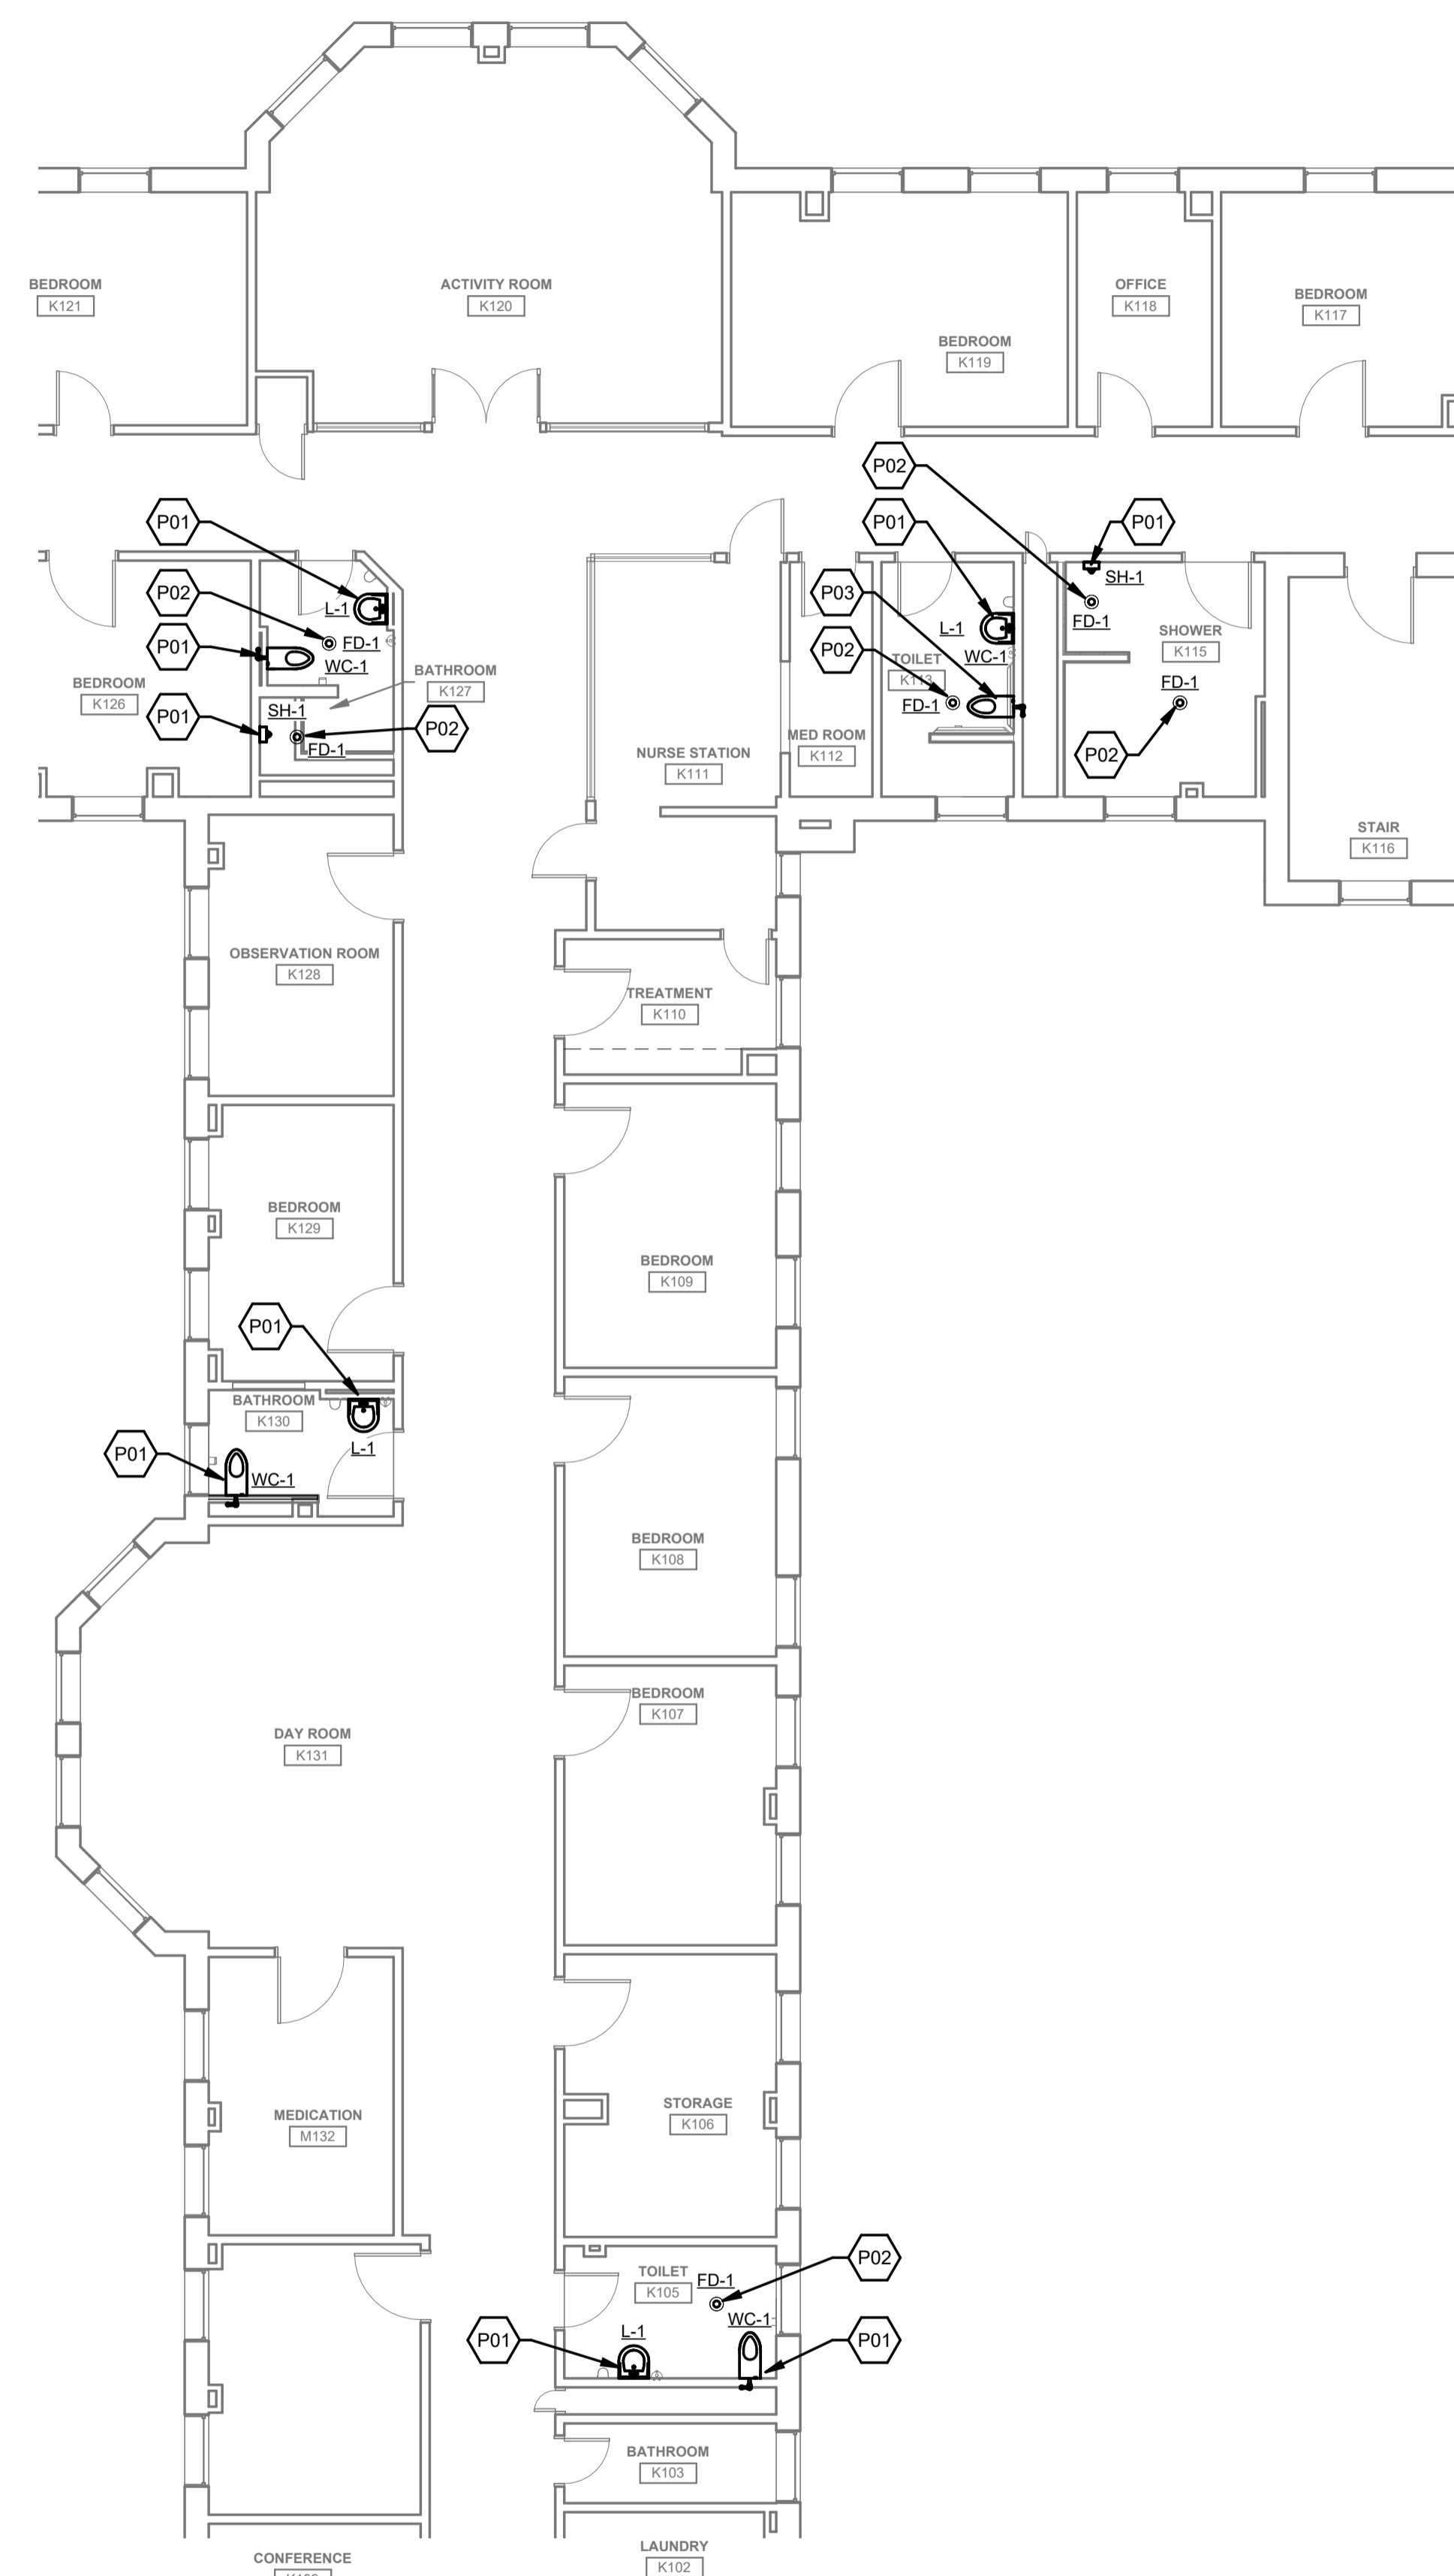 BEDROOM
K121
ACTIVITY ROOM
K120
OFFICE
K118
BEDROOM
K117
BEDROOM
K119
P02
P01
P01
P01
SH-1
P02
P03
L-1
L-1
FD-1
FD-1
SHOWER
K115
P01
WC-1
WC-1
P02
TOILET
K113
BATHROOM
K127
BEDROOM
K126
FD-1
FD-1
P01
SH-1
P02
FD-1
MED ROOM
K112
NURSE STATION
K111
P02
STAIR
K116
OBSERVATION ROOM
K128
TREATMENT
K110
BEDROOM
K129
BEDROOM
K109
P01
BATHROOM
K130
L-1
P01
WC-1
BEDROOM
K108
BEDROOM
K107
DAY ROOM
K131
STORAGE
K106
MEDICATION
M132
P02
TOILET
K105
FD-1
WC-1
L-1
P01
P01
BATHROOM
K103
LAUNDRY
K102
CONFERENCE